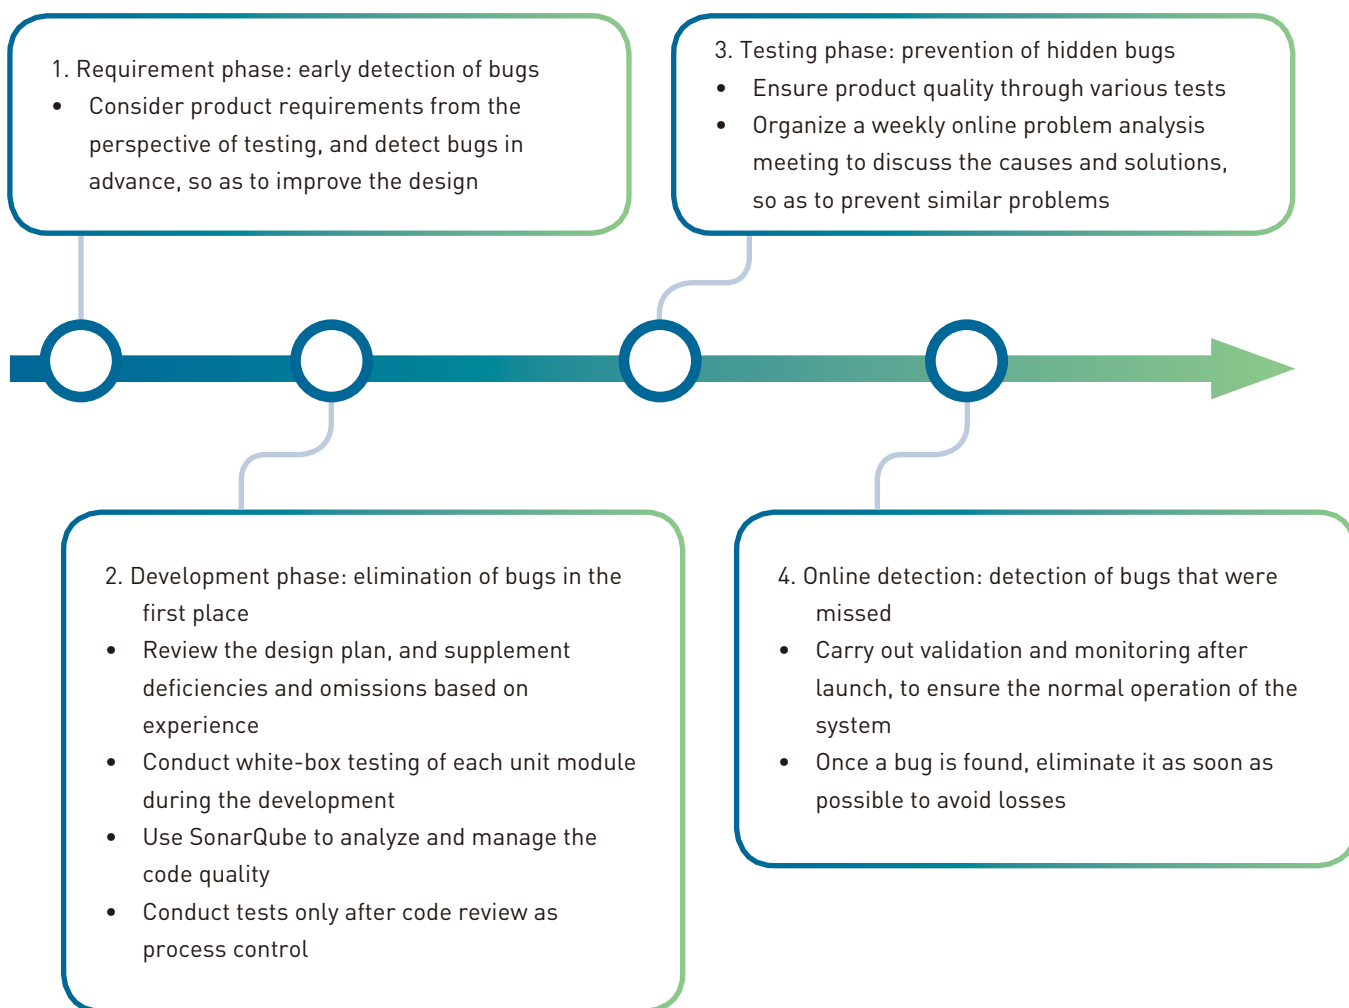 1. Requirement phase: early detection of bugs
• Consider product requirements from the
perspective of testing, and detect bugs in
advance, so as to improve the design
2. Development phase: elimination of bugs in the
first place
• Review the design plan, and supplement
deficiencies and omissions based on
experience
• Conduct white-box testing of each unit module
during the development
• Use SonarQube to analyze and manage the
code quality
• Conduct tests only after code review as
process control
3. Testing phase: prevention of hidden bugs
• Ensure product quality through various tests
• Organize a weekly online problem analysis
meeting to discuss the causes and solutions,
so as to prevent similar problems
4. Online detection: detection of bugs that were
missed
• Carry out validation and monitoring after
launch, to ensure the normal operation of the
system
• Once a bug is found, eliminate it as soon as
possible to avoid losses